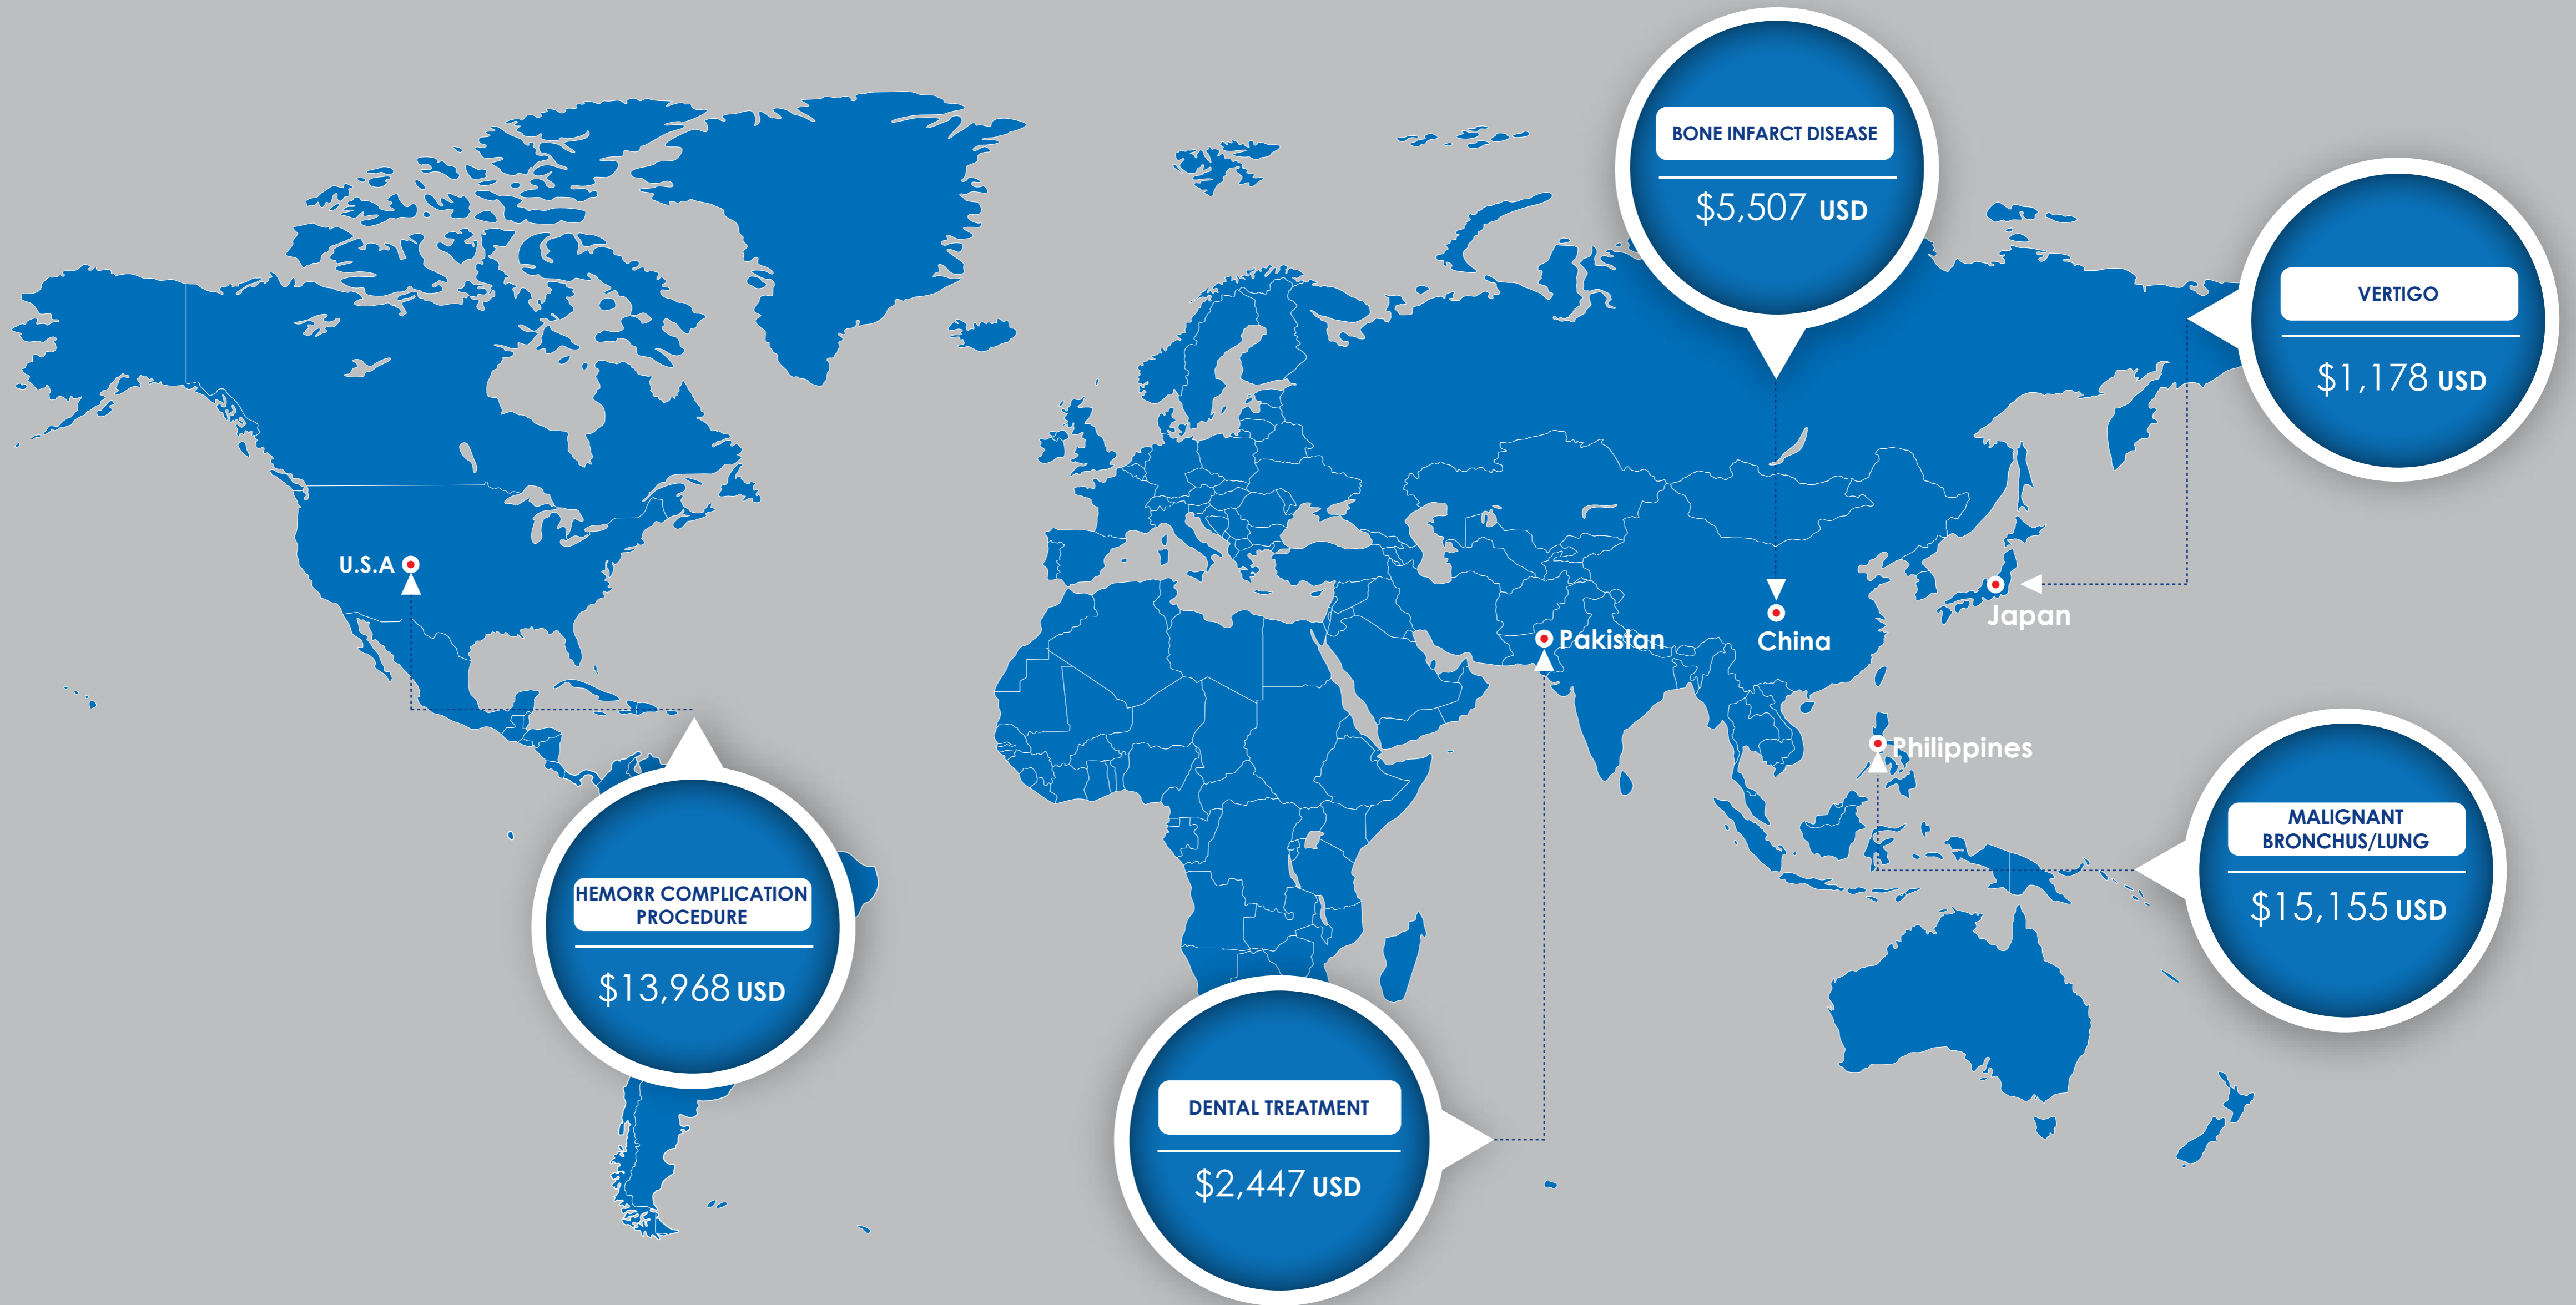 BONE INFARCT DISEASE
$5,507 USD
VERTIGO
$1,178 USD
U.S.A
Japan
Pakistan
China
Philippines
MALIGNANT
BRONCHUS/LUNG
$15,155 USD
HEMORR COMPLICATION
PROCEDURE
$13,968 USD
DENTAL TREATMENT
$2,447 USD